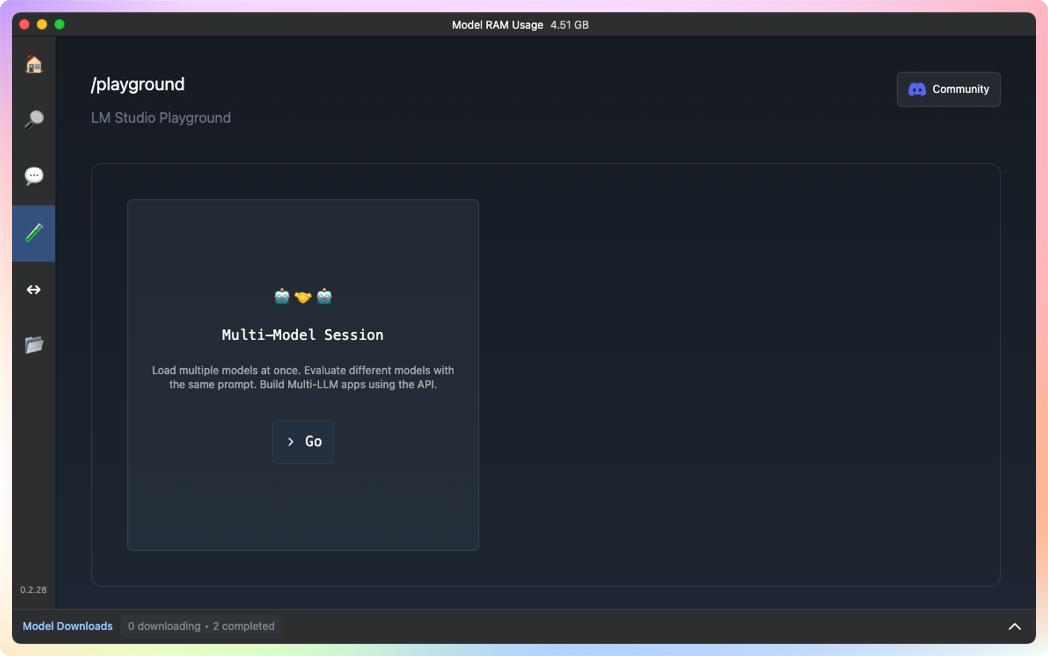 Model RAM Usage 4.51 GB
/playground
Community
LM Studio Playground
Multi-Model Session
Load multiple models at once. Evaluate different models with
the same prompt. Build Multi-LLM apps using the API.
> Go
0.2.28
Model Downloads 0 downloading • 2 completed